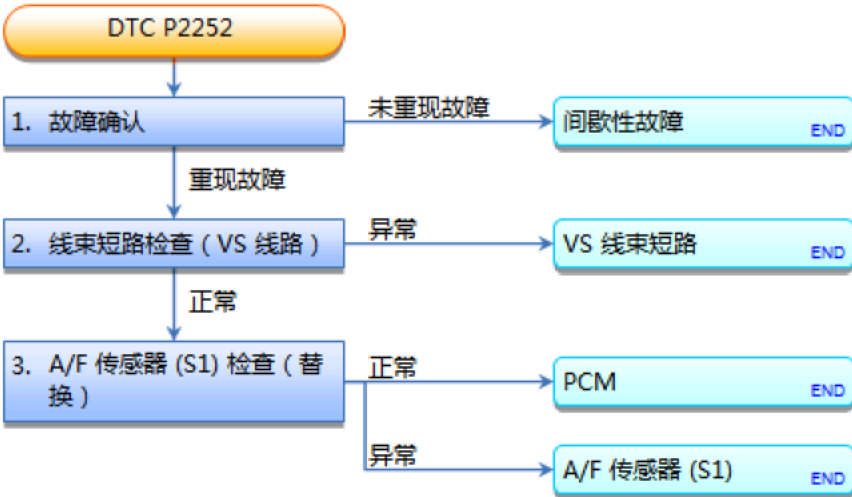 DTC P2252
1. 故障确认
未重现故障
间歇性故障
END
重现故障
2. 线束短路检查（VS 线路）
异常
VS 线束短路
END
正常
3. A/F 传感器 (S1) 检查（替
换）
正常
PCM
END
异常
A/F 传感器 (S1)
END